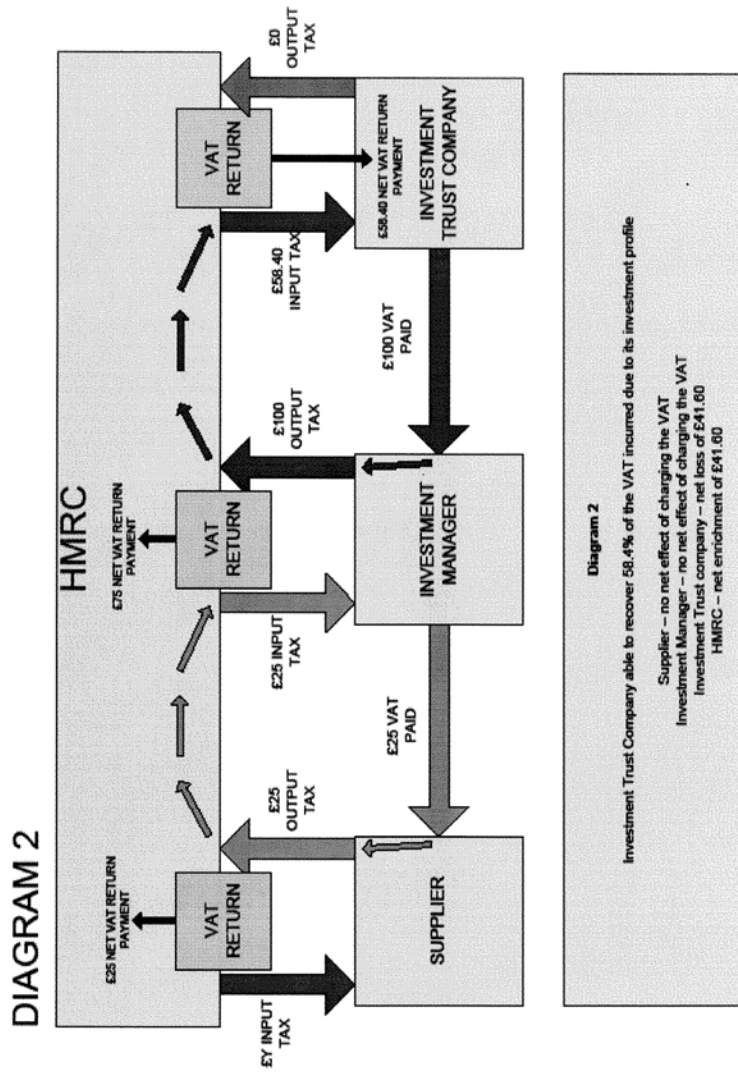 DIAGRAM 2
HMRC
£25 NET VAT RETURN
PAYMENT
£75 NET VAT RETURN
PAYMENT
VAT
RETURN
VAT
RETURN
VAT
RETURN
£Y INPUT
TAX
£25
OUTPUT
TAX
£25 INPUT
TAX
£100
OUTPUT
TAX
£58.40
INPUT TAX
£0
OUTPUT
TAX
£58.40 NET VAT RETURN
PAYMENT
SUPPLIER
£25 VAT
PAID
INVESTMENT
MANAGER
£100 VAT
PAID
INVESTMENT
TRUST COMPANY
Diagram 2
Investment Trust Company able to recover 58.4% of the VAT incurred due to its investment profile
Supplier – no net effect of charging the VAT
Investment Manager – no net effect of charging the VAT
Investment Trust company – net loss of £41.60
HMRC – net enrichment of £41.60